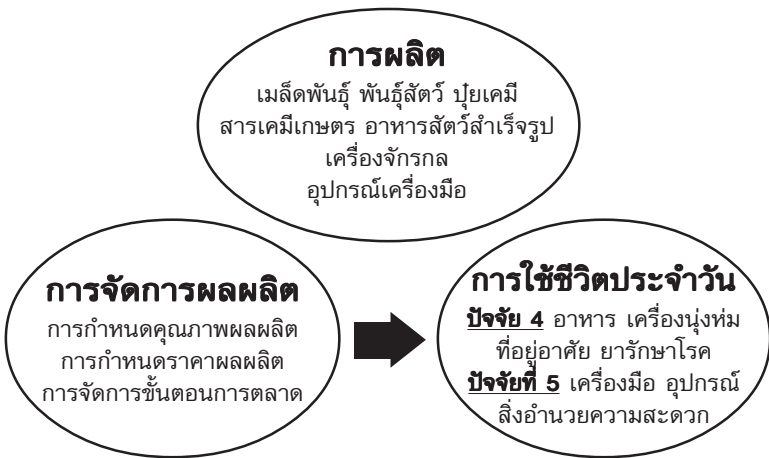 การผลิต
เมล็ดพันธุ์ พันธุ์สัตว์ ปุ๋ยเคมี
สารเคมีเกษตร อาหารสัตว์สำเร็จรูป
เครื่องจักรกล
อุปกรณ์เครื่องมือ
การจัดการผลผลิต
การกำหนดคุณภาพผลผลิต
การกำหนดราคาผลผลิต
การจัดการขั้นตอนการตลาด
การใช้ชีวิตประจำวัน
ปัจจัย 4 อาหาร เครื่องนุ่งห่ม
ที่อยู่อาศัย ยารักษาโรค
ปัจจัยที่ 5 เครื่องมือ อุปกรณ์
สิ่งอำนวยความสะดวก